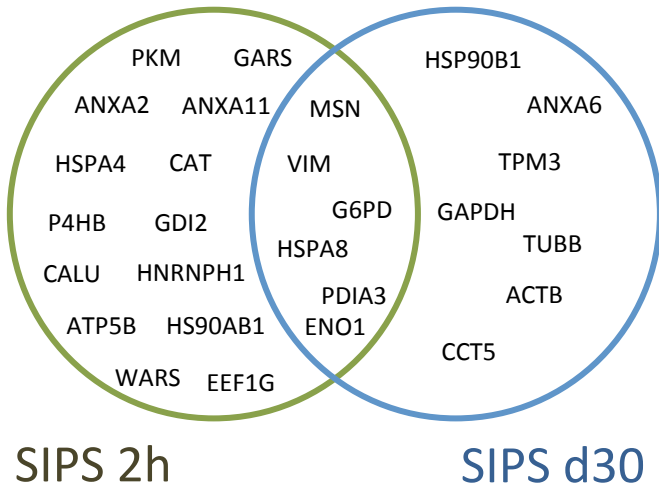 PKM GARS
ANXA2 ANXA11
HSPA4 CAT
P4HB GDI2
CALU HNRNPH1
ATP5B HS90AB1
WARS EEF1G
MSN
VIM
G6PD
HSPA8
PDIA3
ENO1
HSP90B1
ANXA6
TPM3
GAPDH
TUBB
ACTB
CCT5
SIPS 2h
SIPS d30